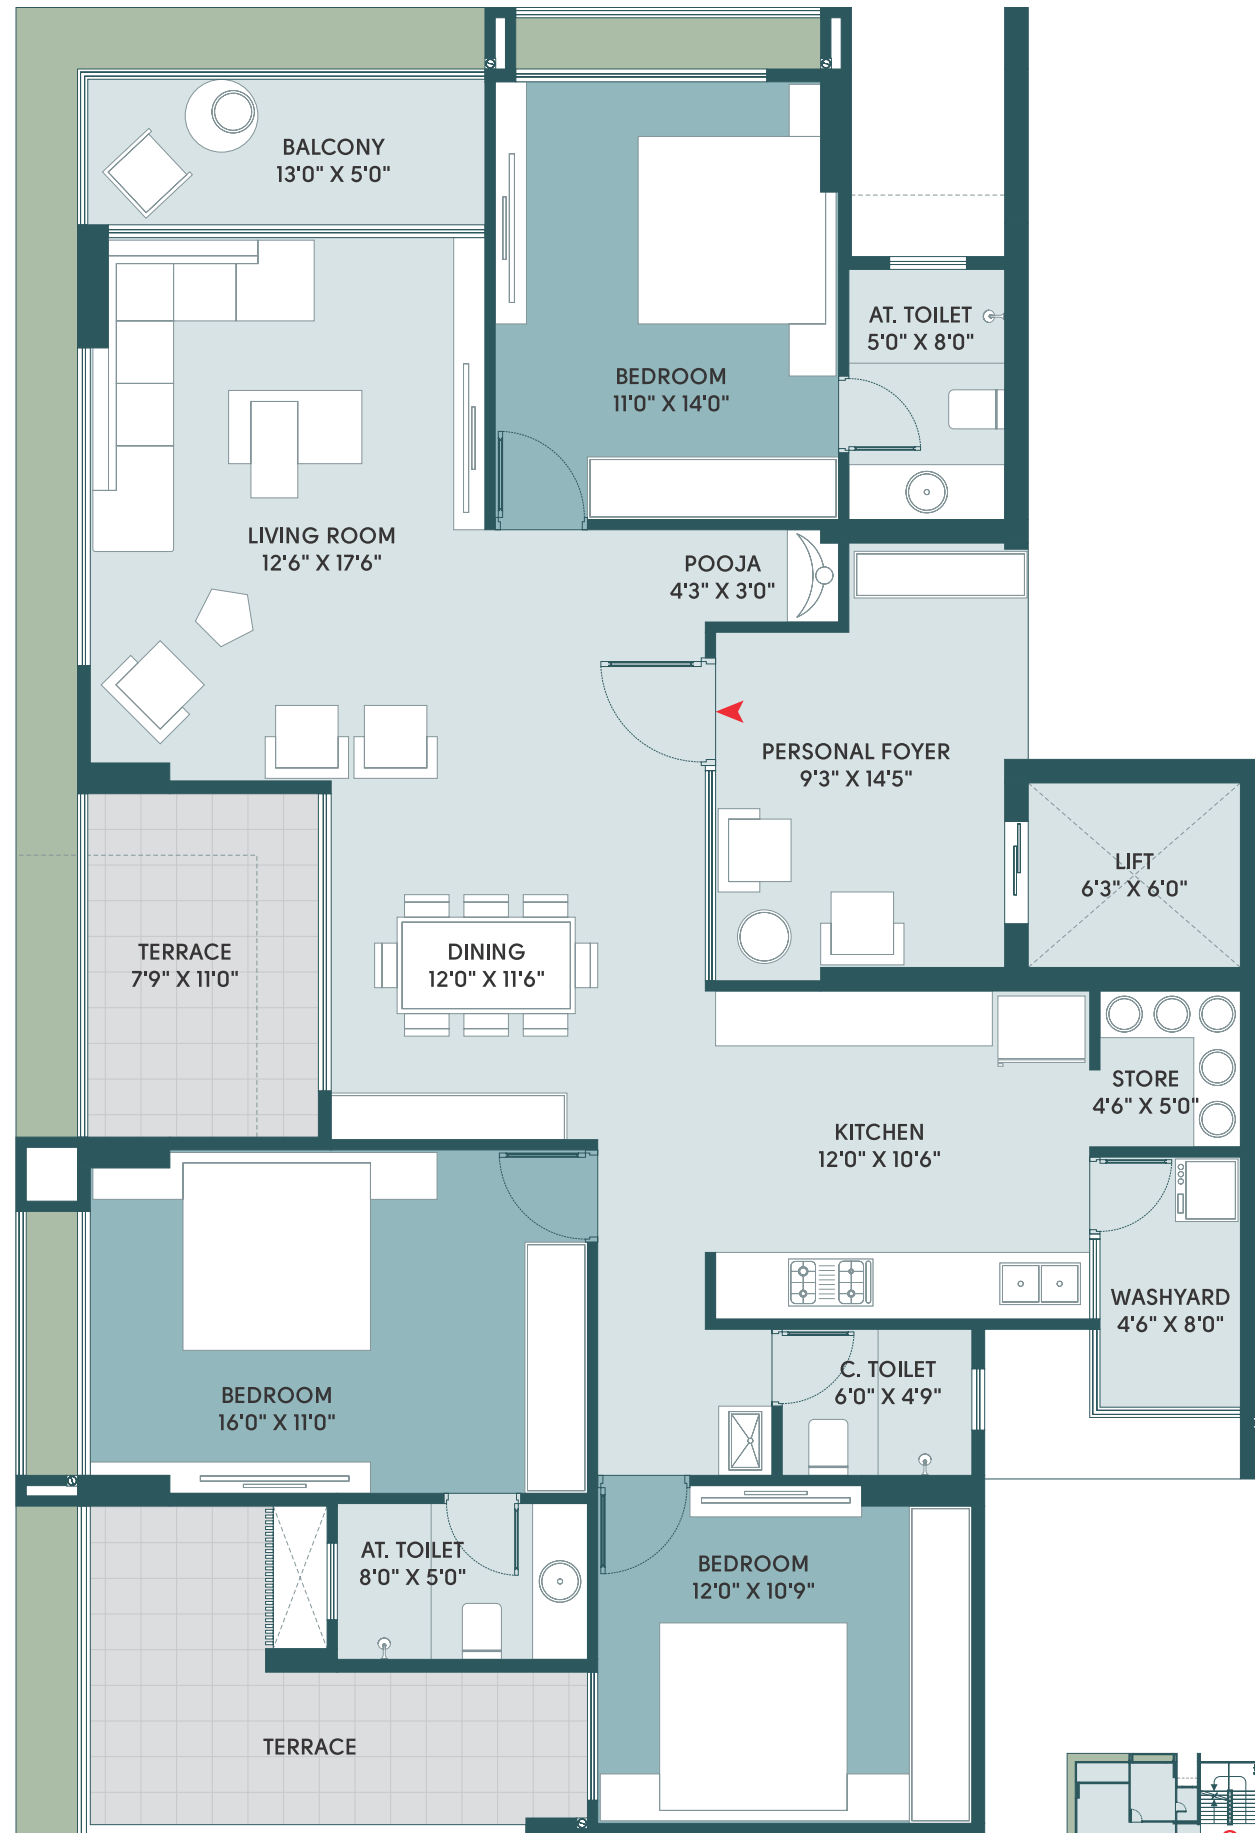 BALCONY
13'0" X 5'0"
AT. TOILET
5'0" X 8'0"
BEDROOM
11'0" X 14'0"
LIVING ROOM
12'6" X 17'6"
POOJA
4'3" X 3'0"
PERSONAL FOYER
9'3" X 14'5"
LIFT
6'3" X 6'0"
TERRACE
7'9" X 11'0"
DINING
12'0" X 11'6"
STORE
4'6" X 5'0"
KITCHEN
12'0" X 10'6"
WASHYARD
4'6" X 8'0"
C. TOILET
6'0" X 4'9"
BEDROOM
16'0" X 11'0"
AT. TOILET
8'0" X 5'0"
BEDROOM
12'0" X 10'9"
TERRACE